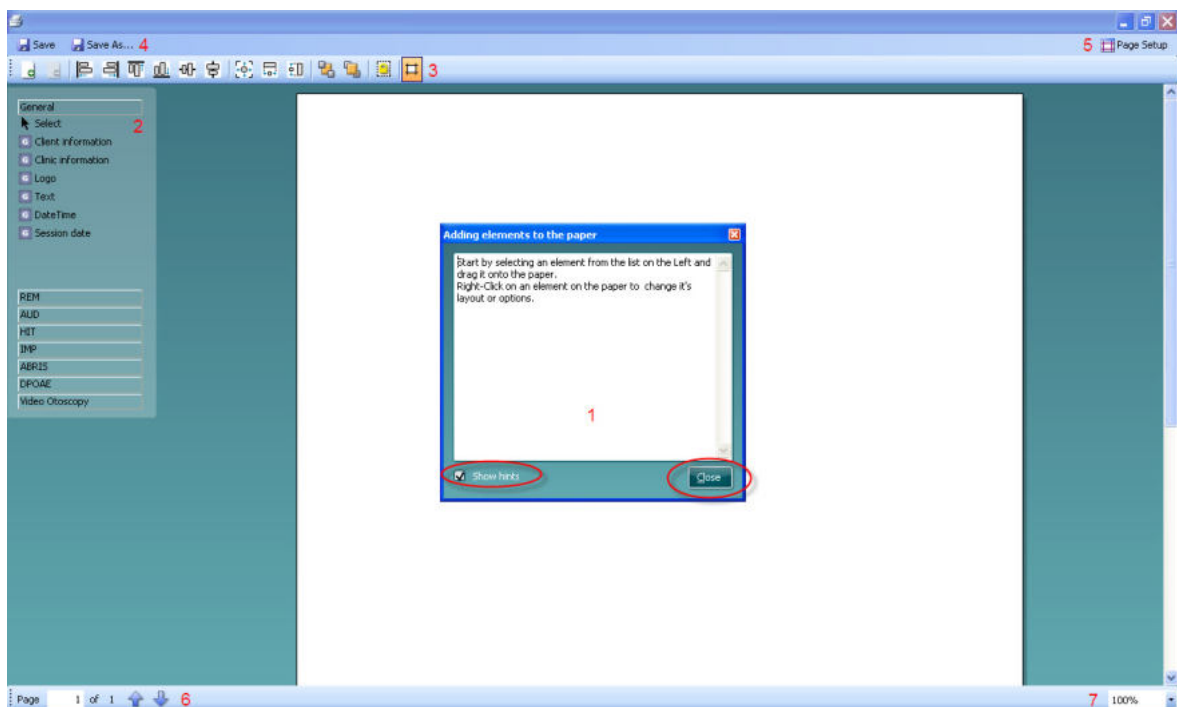 Save Save As... 4
5 Page Setup
3
General
Select
2
Client information
Clinic information
Logo
Text
DateTime
Session date
REM
AUD
HIT
IMP
ABRIS
DPOAE
Video Otoscopy
Adding elements to the paper
Start by selecting an element from the list on the Left and
drag it onto the paper.
Right-Click on an element on the paper to change it's
layout or options.
1
Show hints
Close
Page 1 of 1 6
7 100%